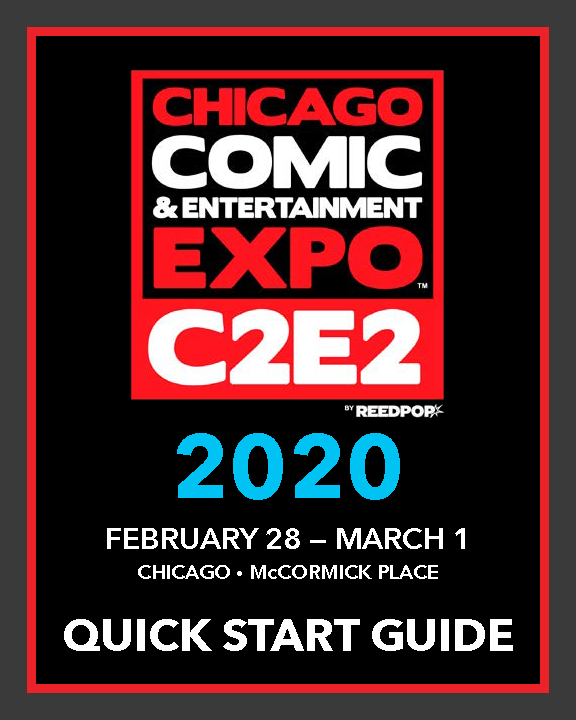 CHICAGO
COMIC
& ENTERTAINMENT
EXPO
TM
C2E2
BY REEDPOP
2020
FEBRUARY 28 – MARCH 1
CHICAGO • McCORMICK PLACE
QUICK START GUIDE